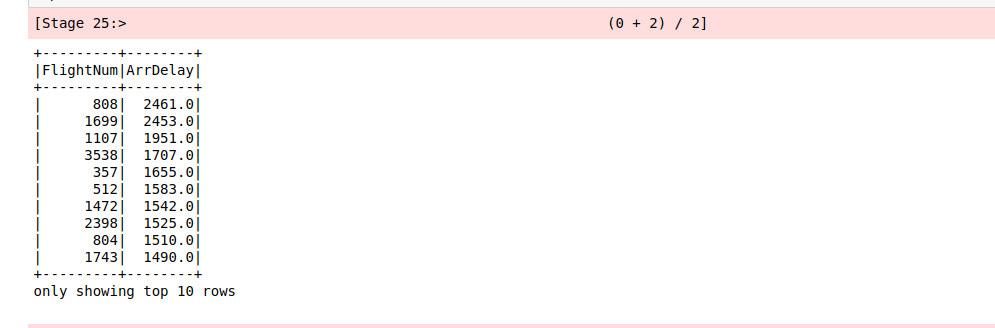 [Stage 25:>                                                         (0 + 2) / 2]
+---------+--------+
|FlightNum|ArrDelay|
+---------+--------+
|      808|  2461.0|
|     1699|  2453.0|
|     1107|  1951.0|
|     3538|  1707.0|
|      357|  1655.0|
|      512|  1583.0|
|     1472|  1542.0|
|     2398|  1525.0|
|      804|  1510.0|
|     1743|  1490.0|
+---------+--------+
only showing top 10 rows